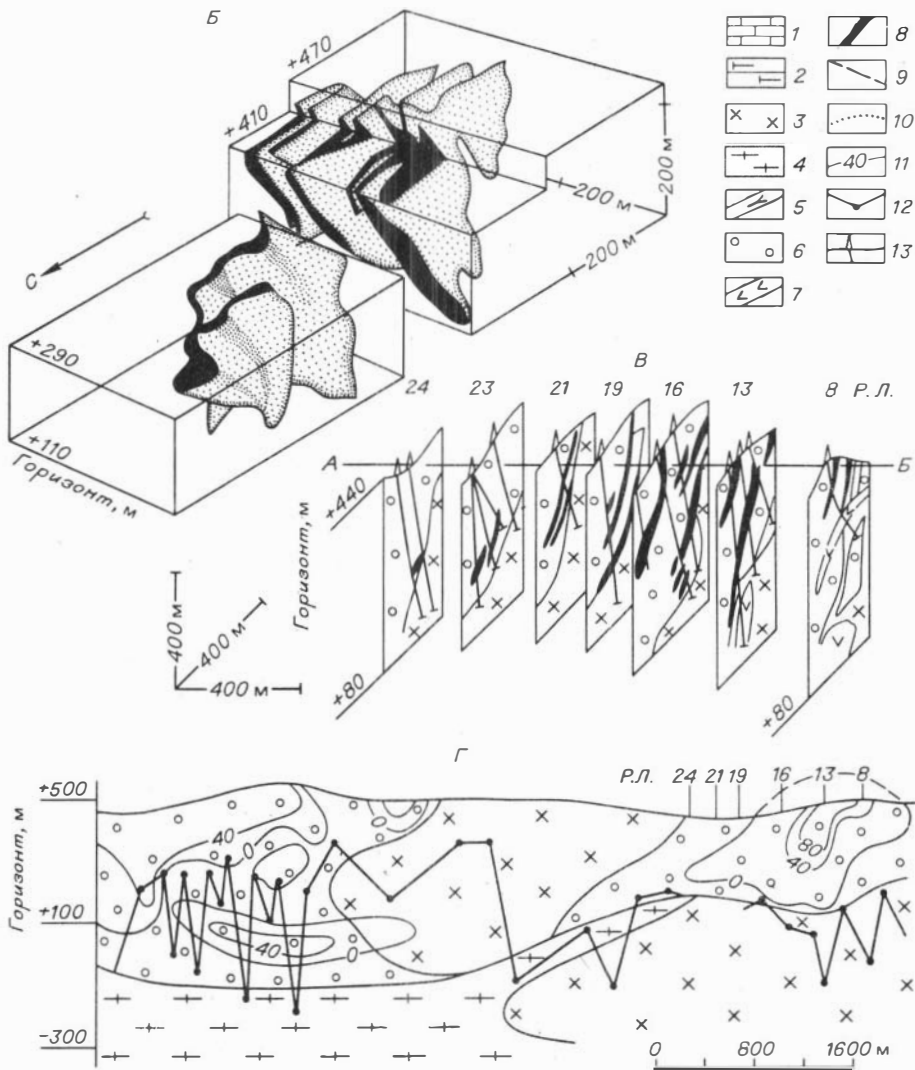 Б
+470
+410
200 м
200 м
200 м
С
+290
+110
Горизонт, м
1
2
3
4
5
6
7
8
9
10
40
11
12
13
В
24
23
21
19
16
13
8 Р.Л.
А
Б
+440
+80
+80
Горизонт, м
400 м
400 м
400 м
Г
Р.Л. 24 21 19 16 13 8
+500
+100
-300
Горизонт, м
40
0
0
40
0
0
80
40
0
0 800 1600 м